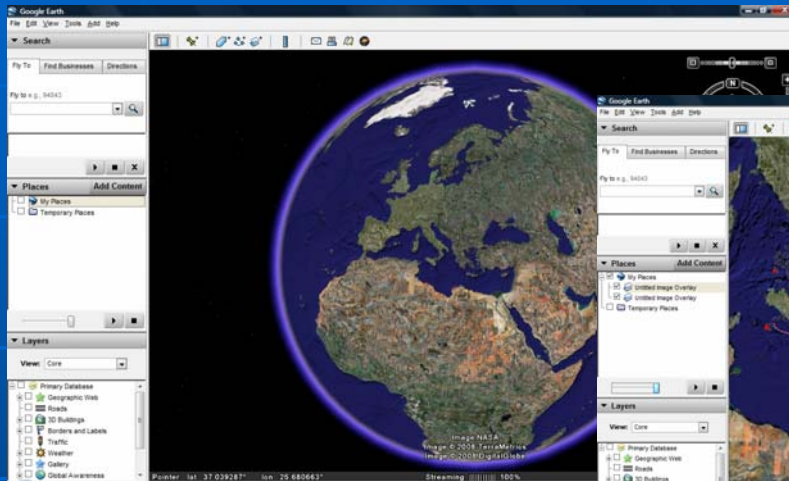 Google Earth
File Edit View Tools Add Help
Search
Fly To Find Businesses Directions
Fly to e.g., 94043
Places Add Content
My Places
Temporary Places
Layers
View: Core
Primary Database
Geographic Web
Roads
3D Buildings
Borders and Labels
Traffic
Weather
Gallery
Global Awareness
N
Image NASA
Image © 2008 TerraMetrics
Image © 2008 DigitalGlobe
Pointer lat 37.039287° lon 25.680663° Streaming 100%
Google Earth
File Edit View Tools Add Help
Search
Fly To Find Businesses Directions
Fly to e.g., 94043
Places Add Content
My Places
Untitled Image Overlay
Untitled Image Overlay
Temporary Places
Layers
View: Core
Primary Database
Geographic Web
Roads
3D Buildings